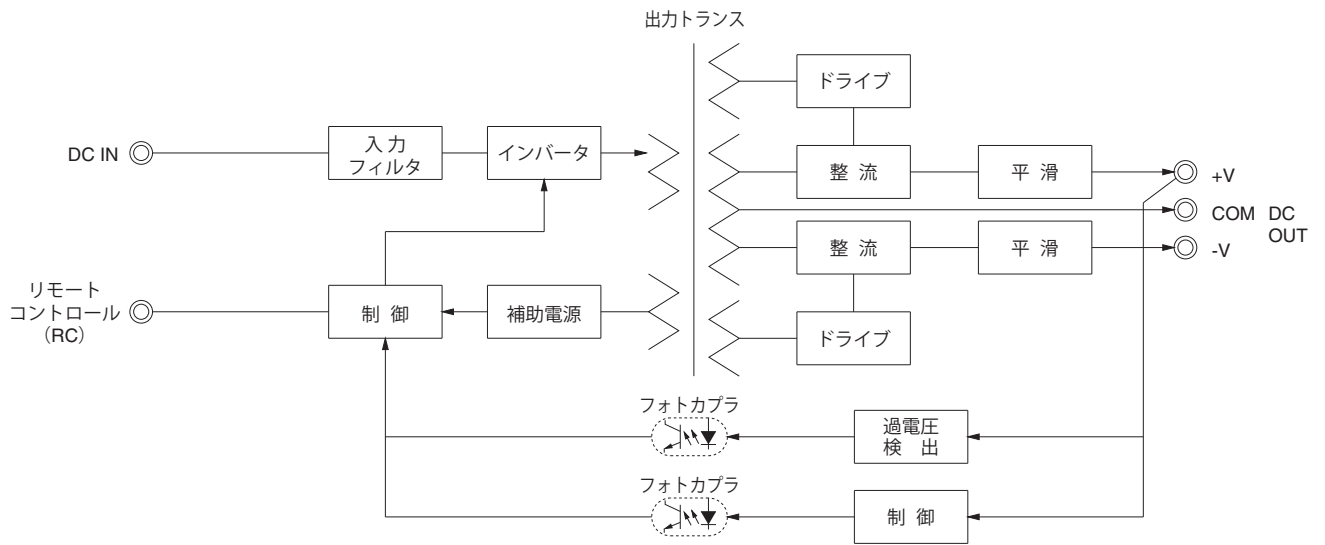 出力トランス
ドライブ
DC IN
入力
フィルタ
インバータ
整流
平滑
+V
COM DC
OUT
整流
平滑
-V
リモート
コントロール
（RC）
制御
補助電源
ドライブ
フォトカプラ
過電圧
検出
フォトカプラ
制御